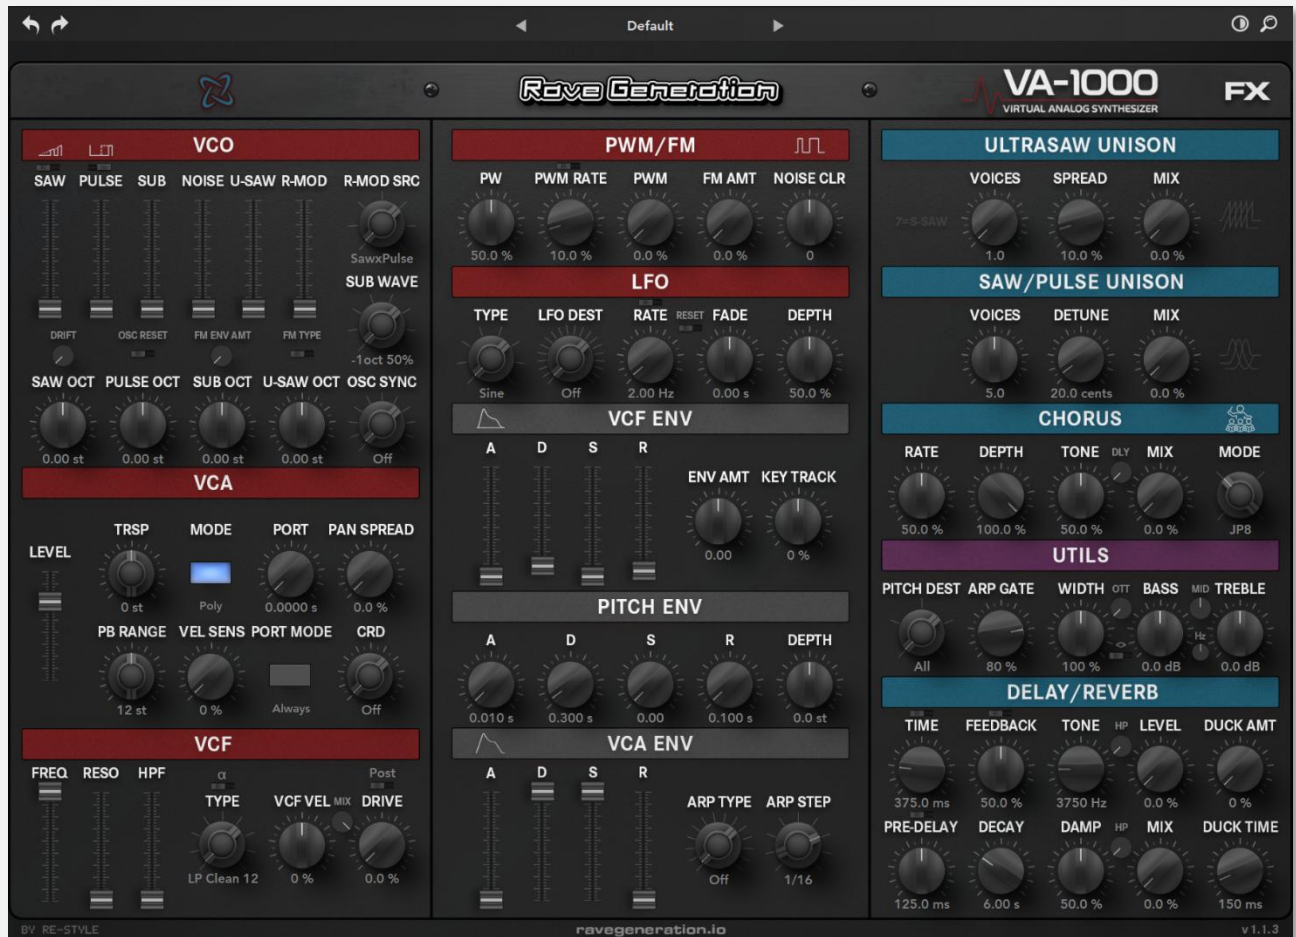 Default
Rave Generation
VA-1000
VIRTUAL ANALOG SYNTHESIZER
FX
VCO
SAW PULSE SUB NOISE U-SAW R-MOD R-MOD SRC
SawxPulse
SUB WAVE
-1oct 50%
DRIFT OSC RESET FM ENV AMT FM TYPE
SAW OCT PULSE OCT SUB OCT U-SAW OCT OSC SYNC
0.00 st 0.00 st 0.00 st 0.00 st Off
VCA
LEVEL
TRSP MODE PORT PAN SPREAD
0 st Poly 0.0000 s 0.0 %
PB RANGE VEL SENS PORT MODE CRD
12 st 0 % Always Off
VCF
FREQ RESO HPF
α Post
TYPE VCF VEL MIX DRIVE
LP Clean 12 0 % 0.0 %
PWM/FM
PW PWM RATE PWM FM AMT NOISE CLR
50.0 % 10.0 % 0.0 % 0.0 % 0
LFO
TYPE LFO DEST RATE RESET FADE DEPTH
Sine Off 2.00 Hz 0.00 s 50.0 %
VCF ENV
A D S R
ENV AMT KEY TRACK
0.00 0 %
PITCH ENV
A D S R DEPTH
0.010 s 0.300 s 0.00 0.100 s 0.0 st
VCA ENV
A D S R
ARP TYPE ARP STEP
Off 1/16
ULTRASAW UNISON
VOICES SPREAD MIX
7=S-SAW
1.0 10.0 % 0.0 %
SAW/PULSE UNISON
VOICES DETUNE MIX
5.0 20.0 cents 0.0 %
CHORUS
RATE DEPTH TONE DLY MIX MODE
50.0 % 100.0 % 50.0 % 0.0 % JP8
UTILS
PITCH DEST ARP GATE WIDTH OTT BASS MID TREBLE
Hz
<>
All 80 % 100 % 0.0 dB 0.0 dB
DELAY/REVERB
TIME FEEDBACK TONE HP LEVEL DUCK AMT
375.0 ms 50.0 % 3750 Hz 0.0 % 0 %
PRE-DELAY DECAY DAMP HP MIX DUCK TIME
125.0 ms 6.00 s 50.0 % 0.0 % 150 ms
BY RE-STYLE
ravegeneration.io
v1.1.3